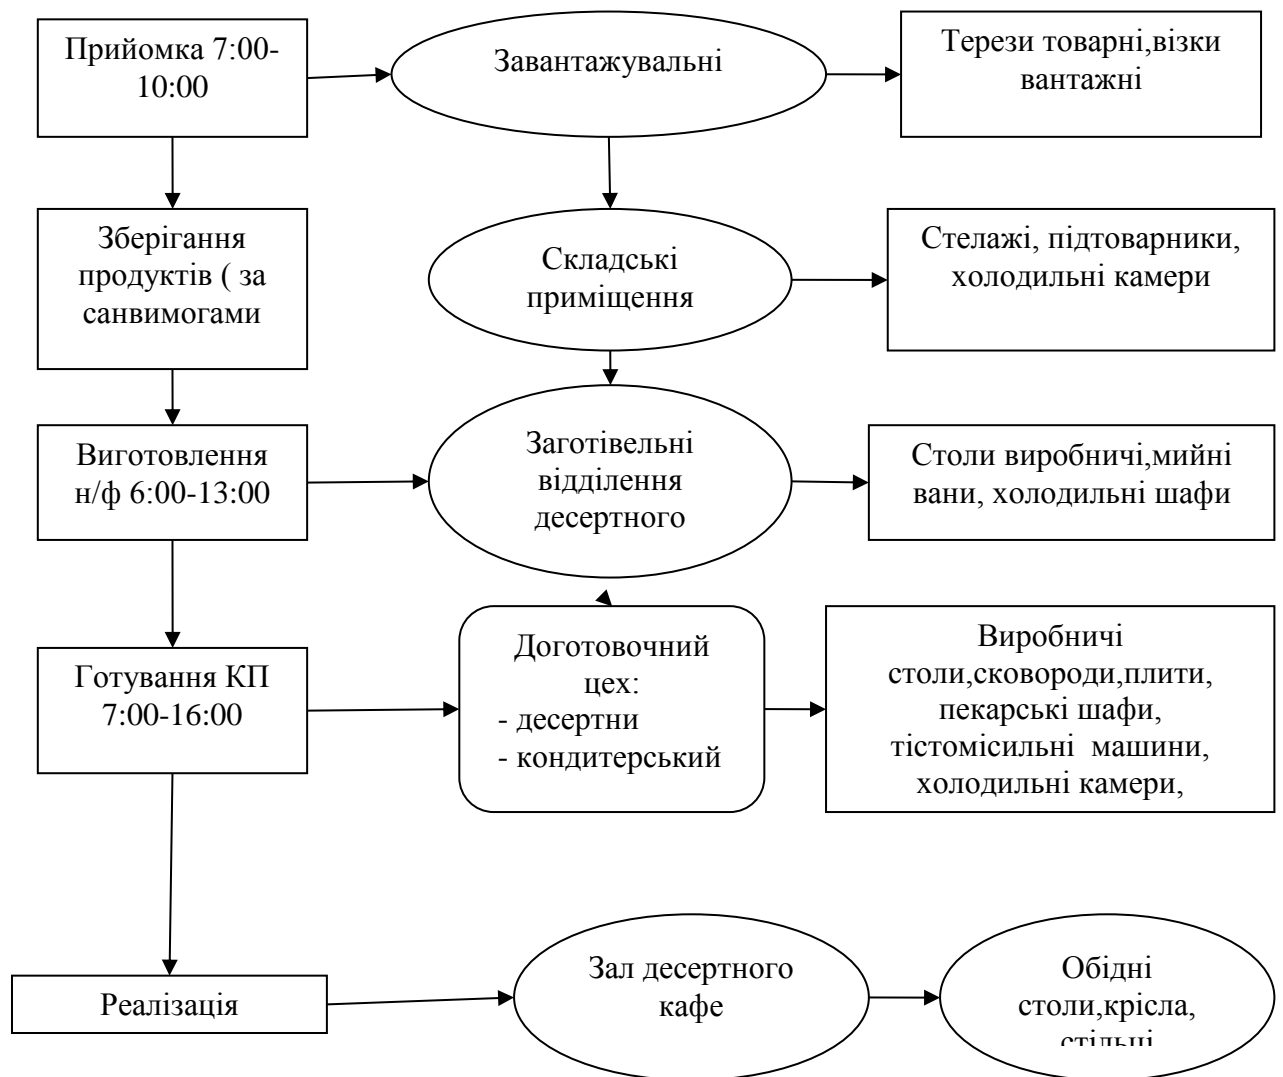 Прийомка 7:00-
10:00
Завантажувальні
Терези товарні,візки
вантажні
Зберігання
продуктів ( за
санвимогами
Складські
приміщення
Стелажі, підтоварники,
холодильні камери
Виготовлення
н/ф 6:00-13:00
Заготівельні
відділення
десертного
Столи виробничі,мийні
вани, холодильні шафи
Готування КП
7:00-16:00
Доготовочний
цех:
- десертни
- кондитерський
Виробничі
столи,сковороди,плити,
пекарські шафи,
тістомісильні машини,
холодильні камери,
Реалізація
Зал десертного
кафе
Обідні
столи,крісла,
стільці